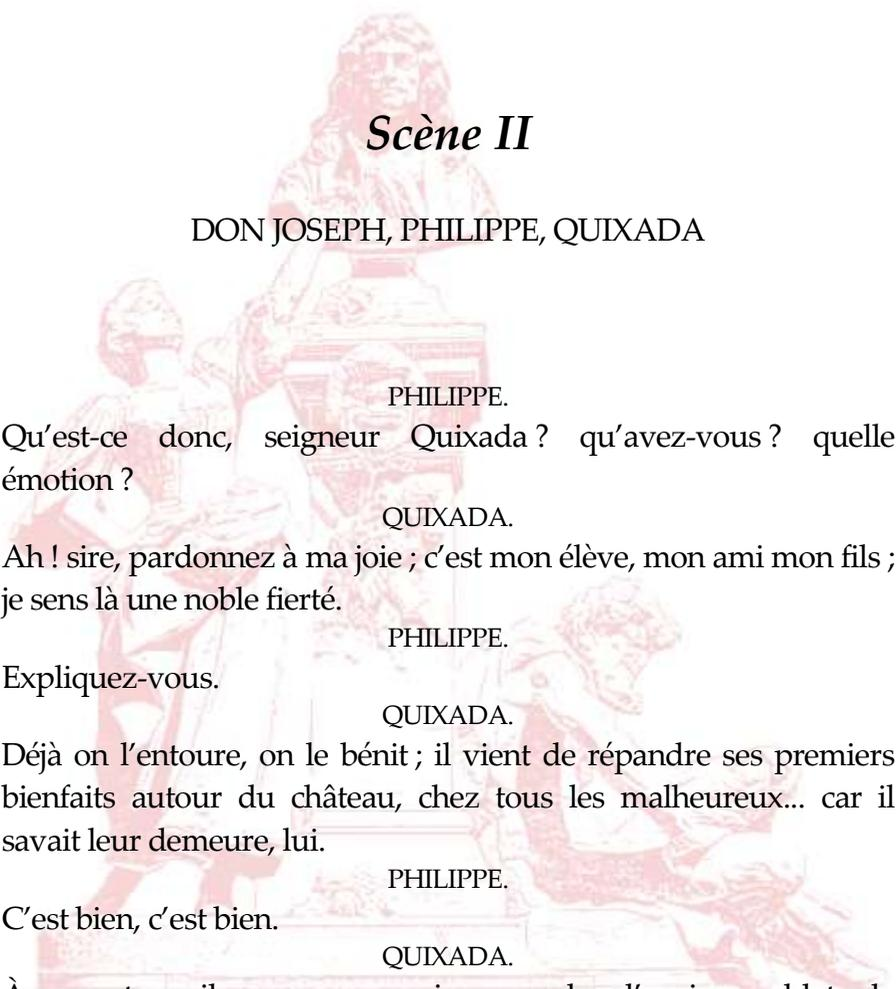 Scène II
DON JOSEPH, PHILIPPE, QUIXADA
PHILIPPE.
Qu’est-ce donc, seigneur Quixada ? qu’avez-vous ? quelle
émotion ?
QUIXADA.
Ah ! sire, pardonnez à ma joie ; c’est mon élève, mon ami mon fils ;
je sens là une noble fierté.
PHILIPPE.
Expliquez-vous.
QUIXADA.
Déjà on l’entoure, on le bénit ; il vient de répandre ses premiers
bienfaits autour du château, chez tous les malheureux... car il
savait leur demeure, lui.
PHILIPPE.
C’est bien, c’est bien.
QUIXADA.